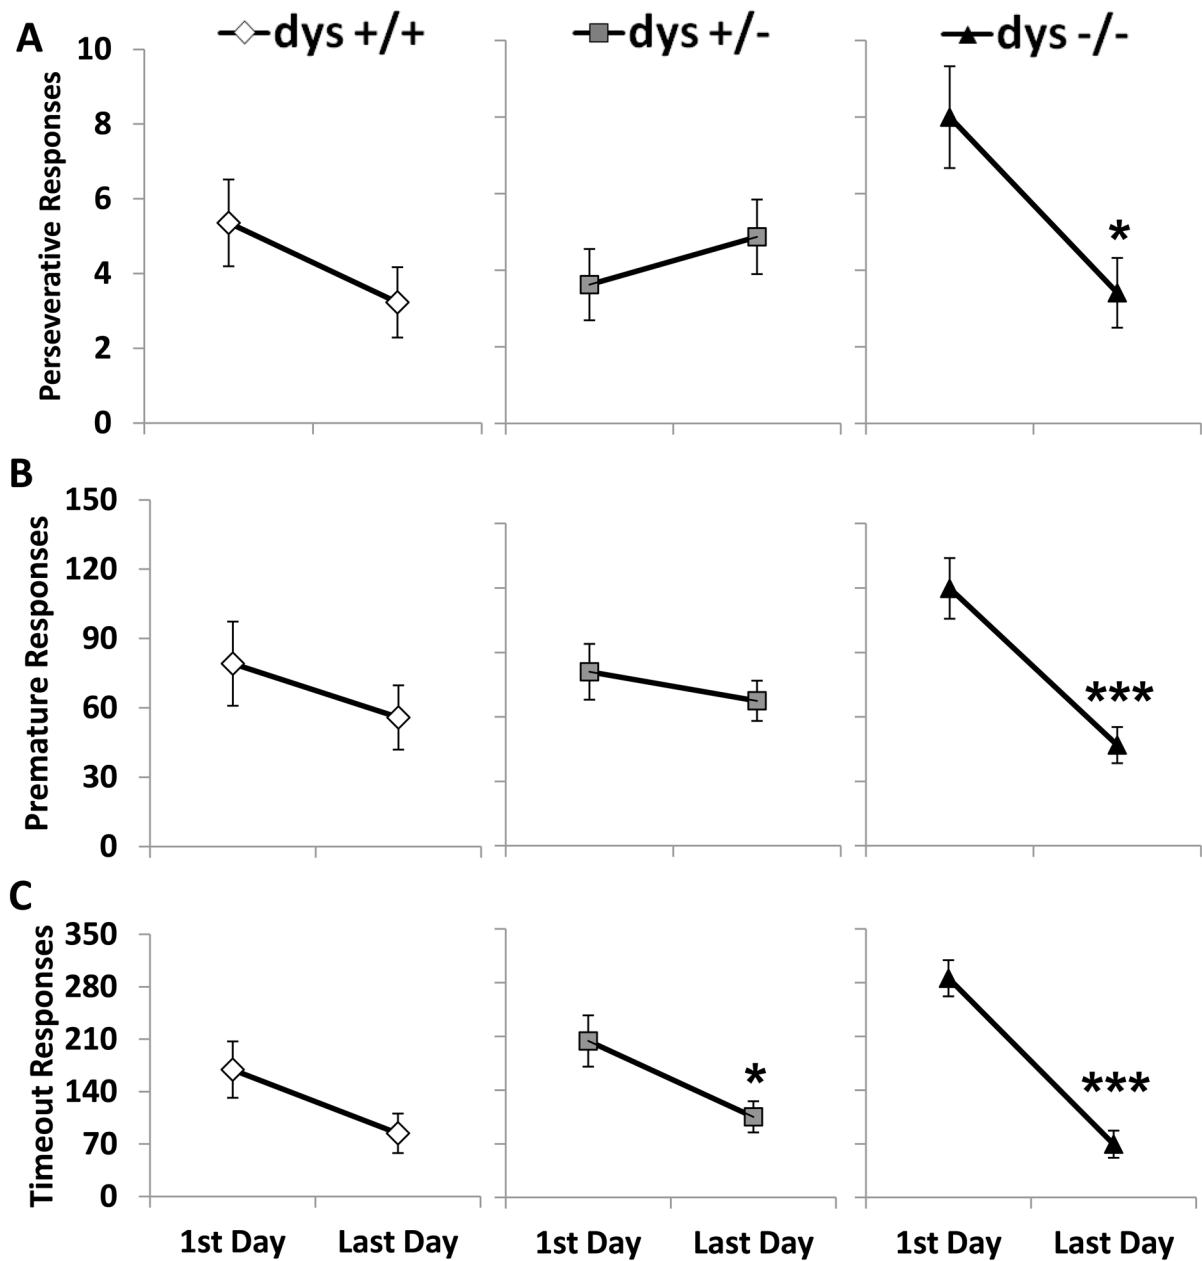 A
dys +/+
dys +/-
dys -/-
Perseverative Responses
10
8
6
4
2
0
*
B
Premature Responses
150
120
90
60
30
0
***
C
Timeout Responses
350
280
210
140
70
0
*
***
1st Day Last Day
1st Day Last Day
1st Day Last Day